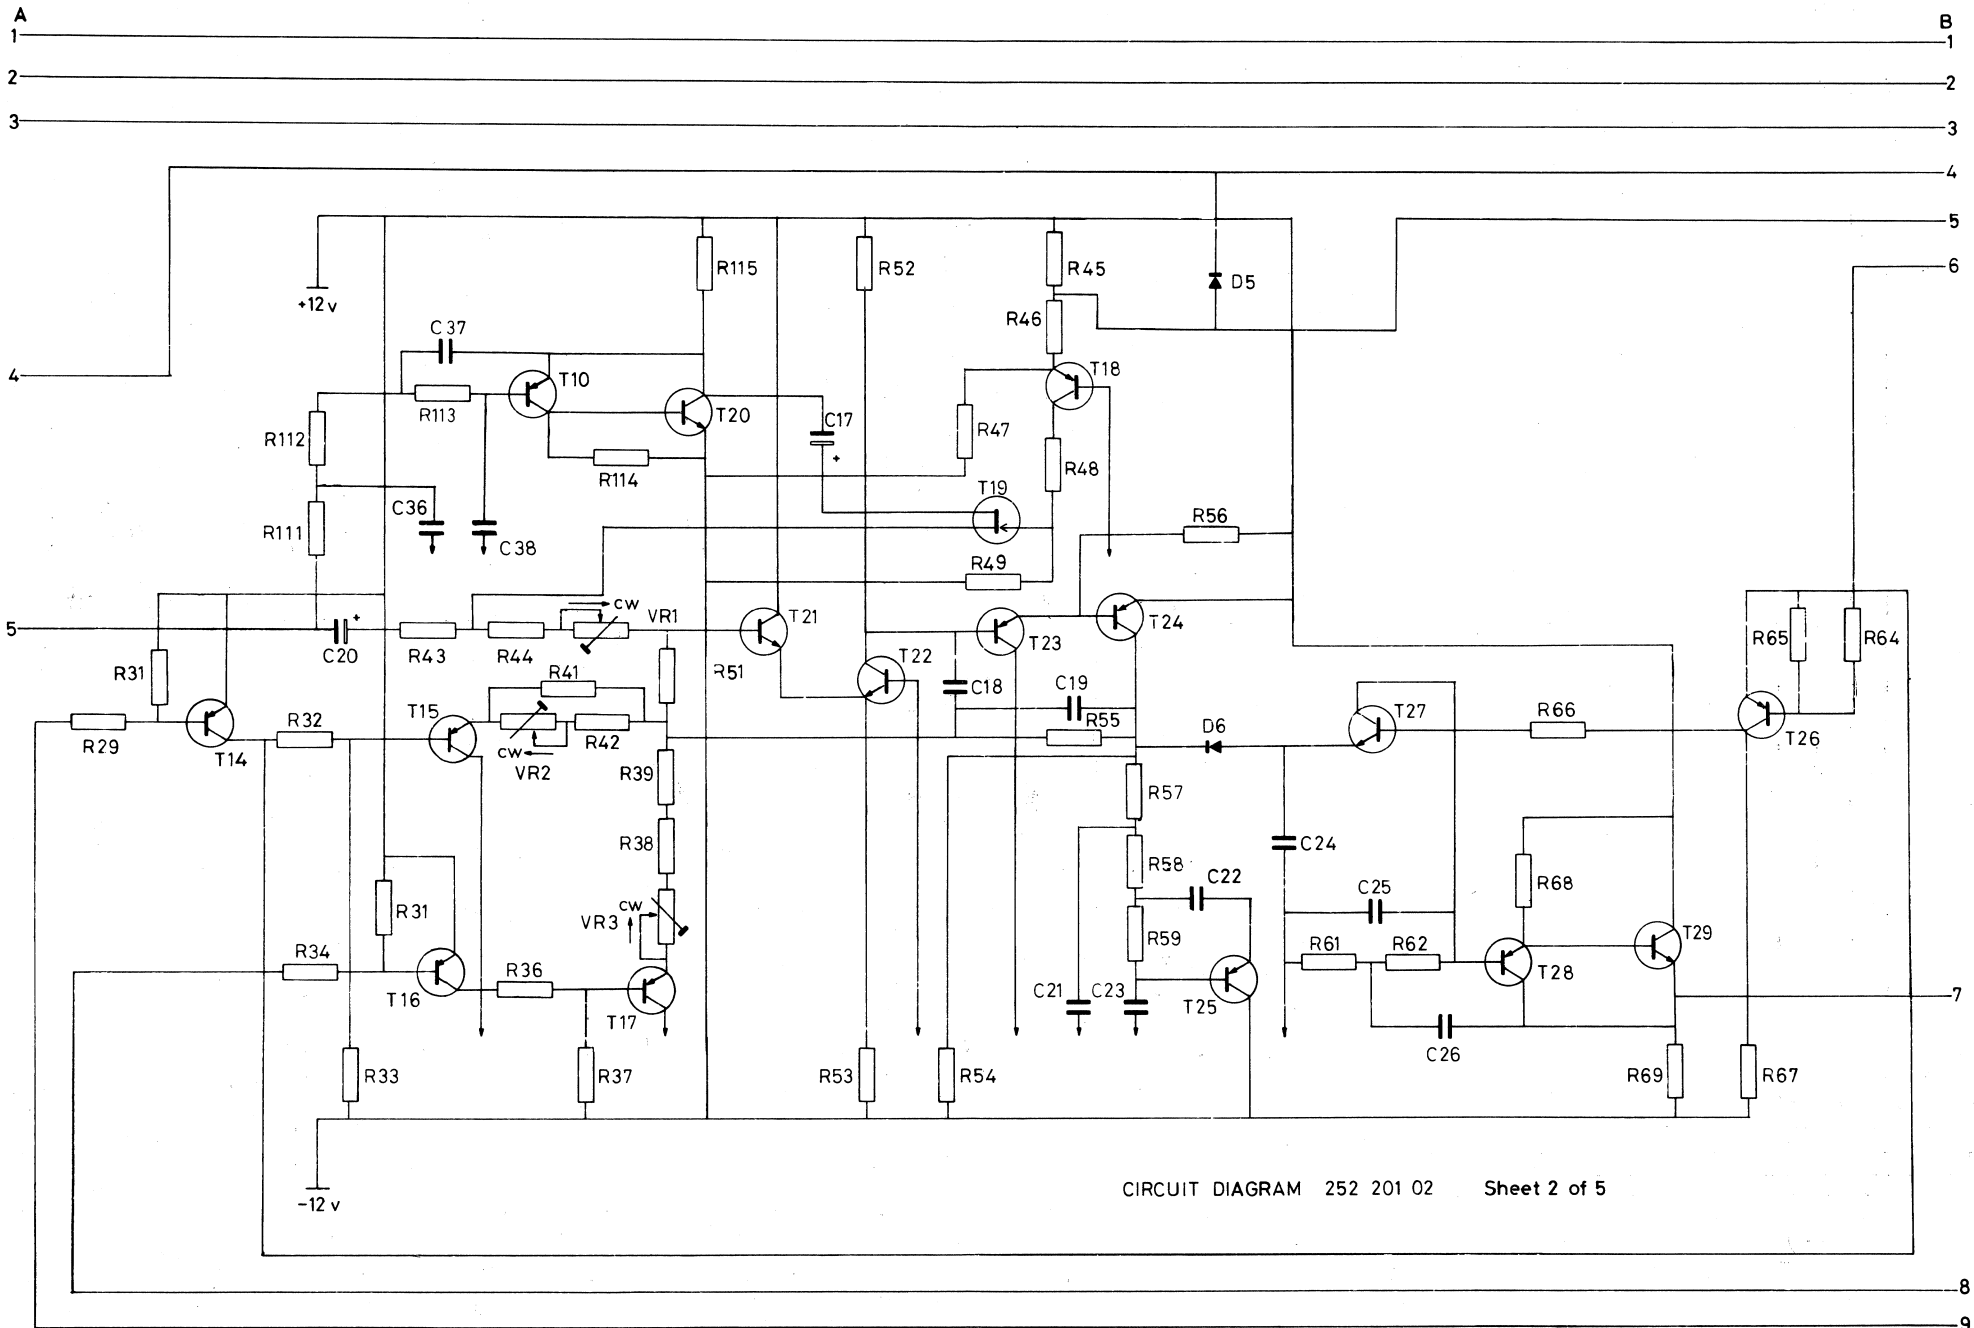 A B
1 1
2 2
3 3
4
5
R115 R52 R45 D5 6
+12 v
R46
C37
4 T10 T18
R113 T20 C17
R112 R47
R114 R48
C36 T19
R111 C38 R56
R49
cw VR1 T21 T24
5 R65 R64
C20 + R43 R44 T23
R31 R41 R51 T22 C18 C19
R32 T15 R55 T27 R66
R29 T14 cw VR2 R42 D6 T26
R39 R57
R38 C24
R58 R68
R31 cw VR3 C22 C25
R34 R59 R61 R62 T29
T16 R36 T17 T28
C21 C23 T25 7
C26
R33 R37 R53 R54 R69 R67
+
-12 v
CIRCUIT DIAGRAM 252 201 02 Sheet 2 of 5
8
9